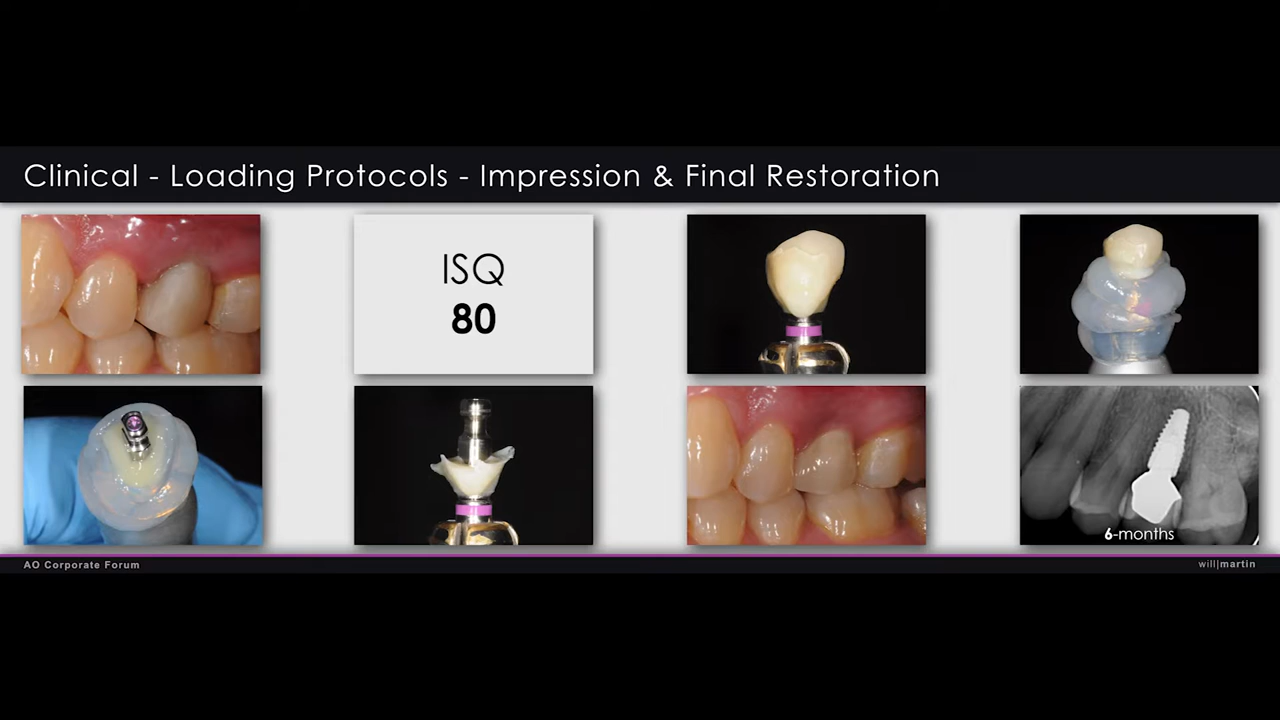 Clinical - Loading Protocols - Impression & Final Restoration
ISQ
80
6-months
AO Corporate Forum
will|martin